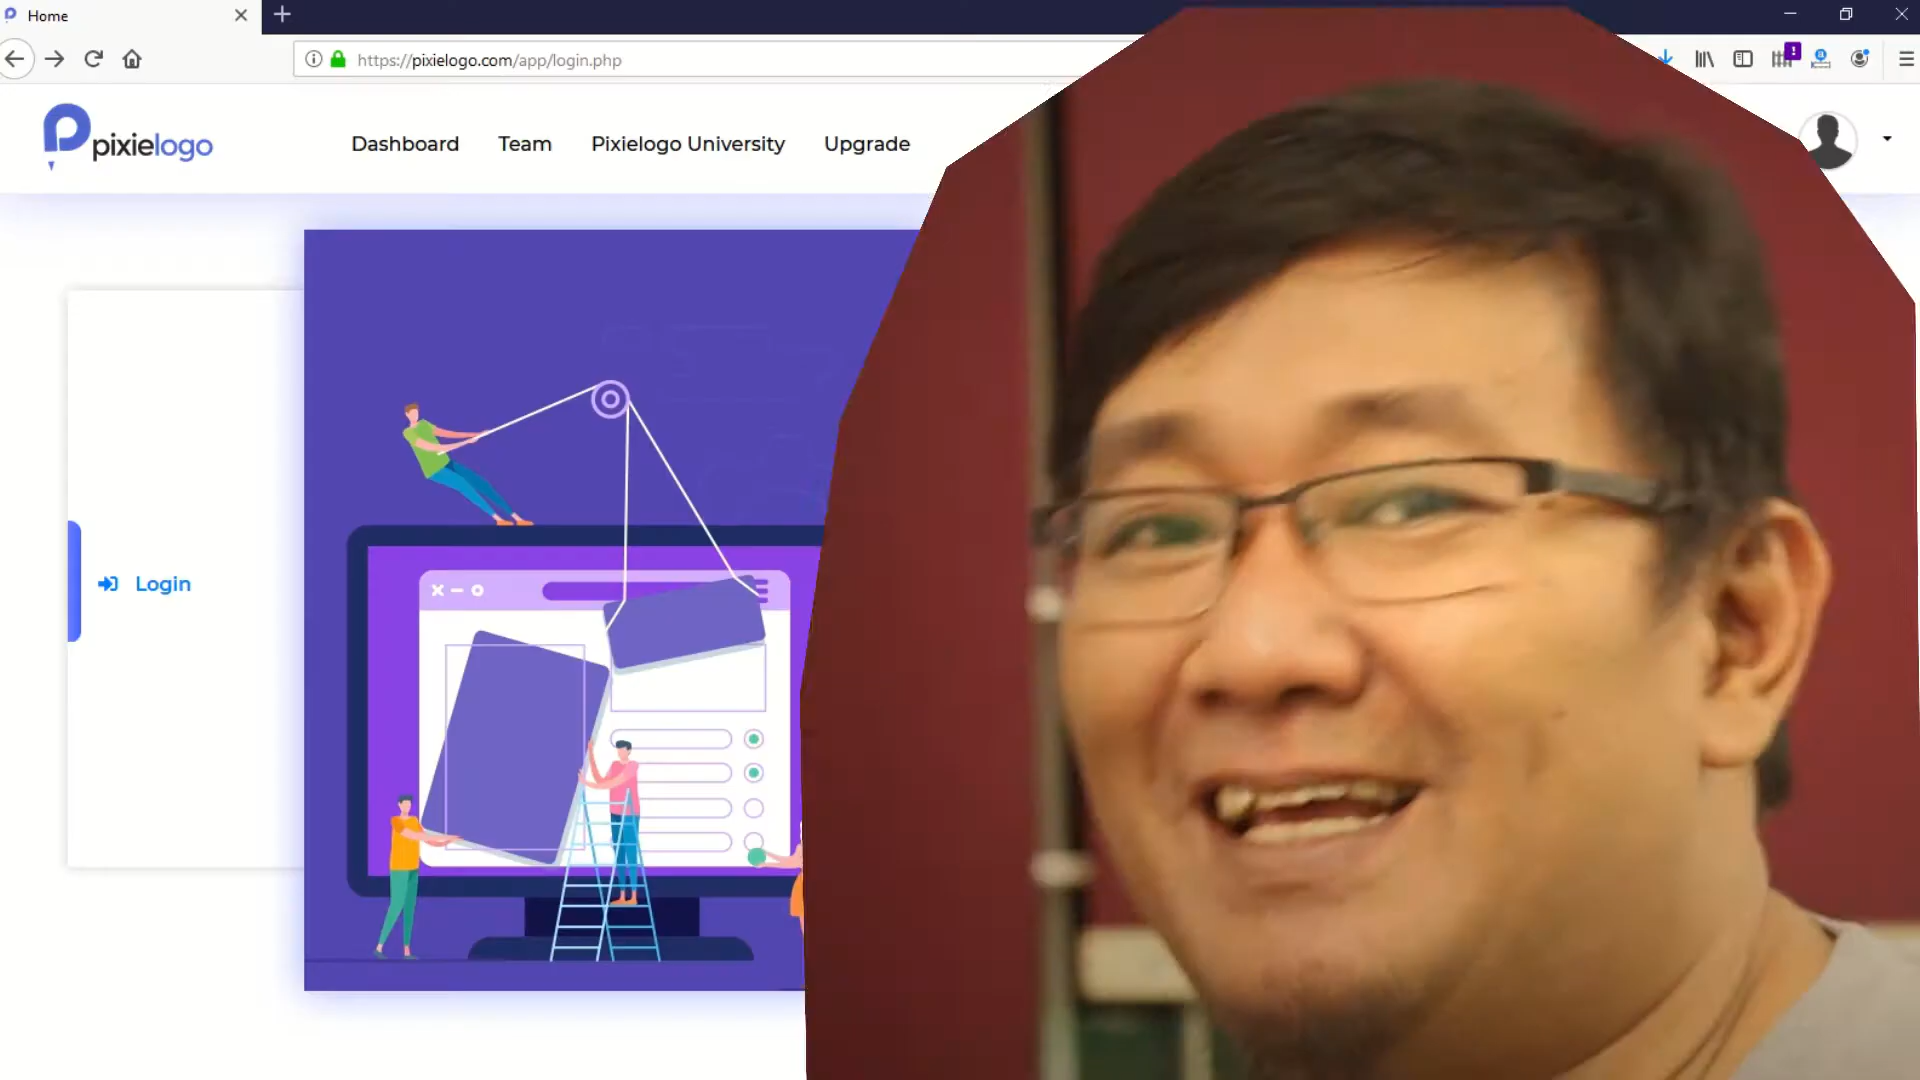 Home
https://pixielogo.com/app/login.php
pixielogo
Dashboard Team Pixielogo University Upgrade
Login